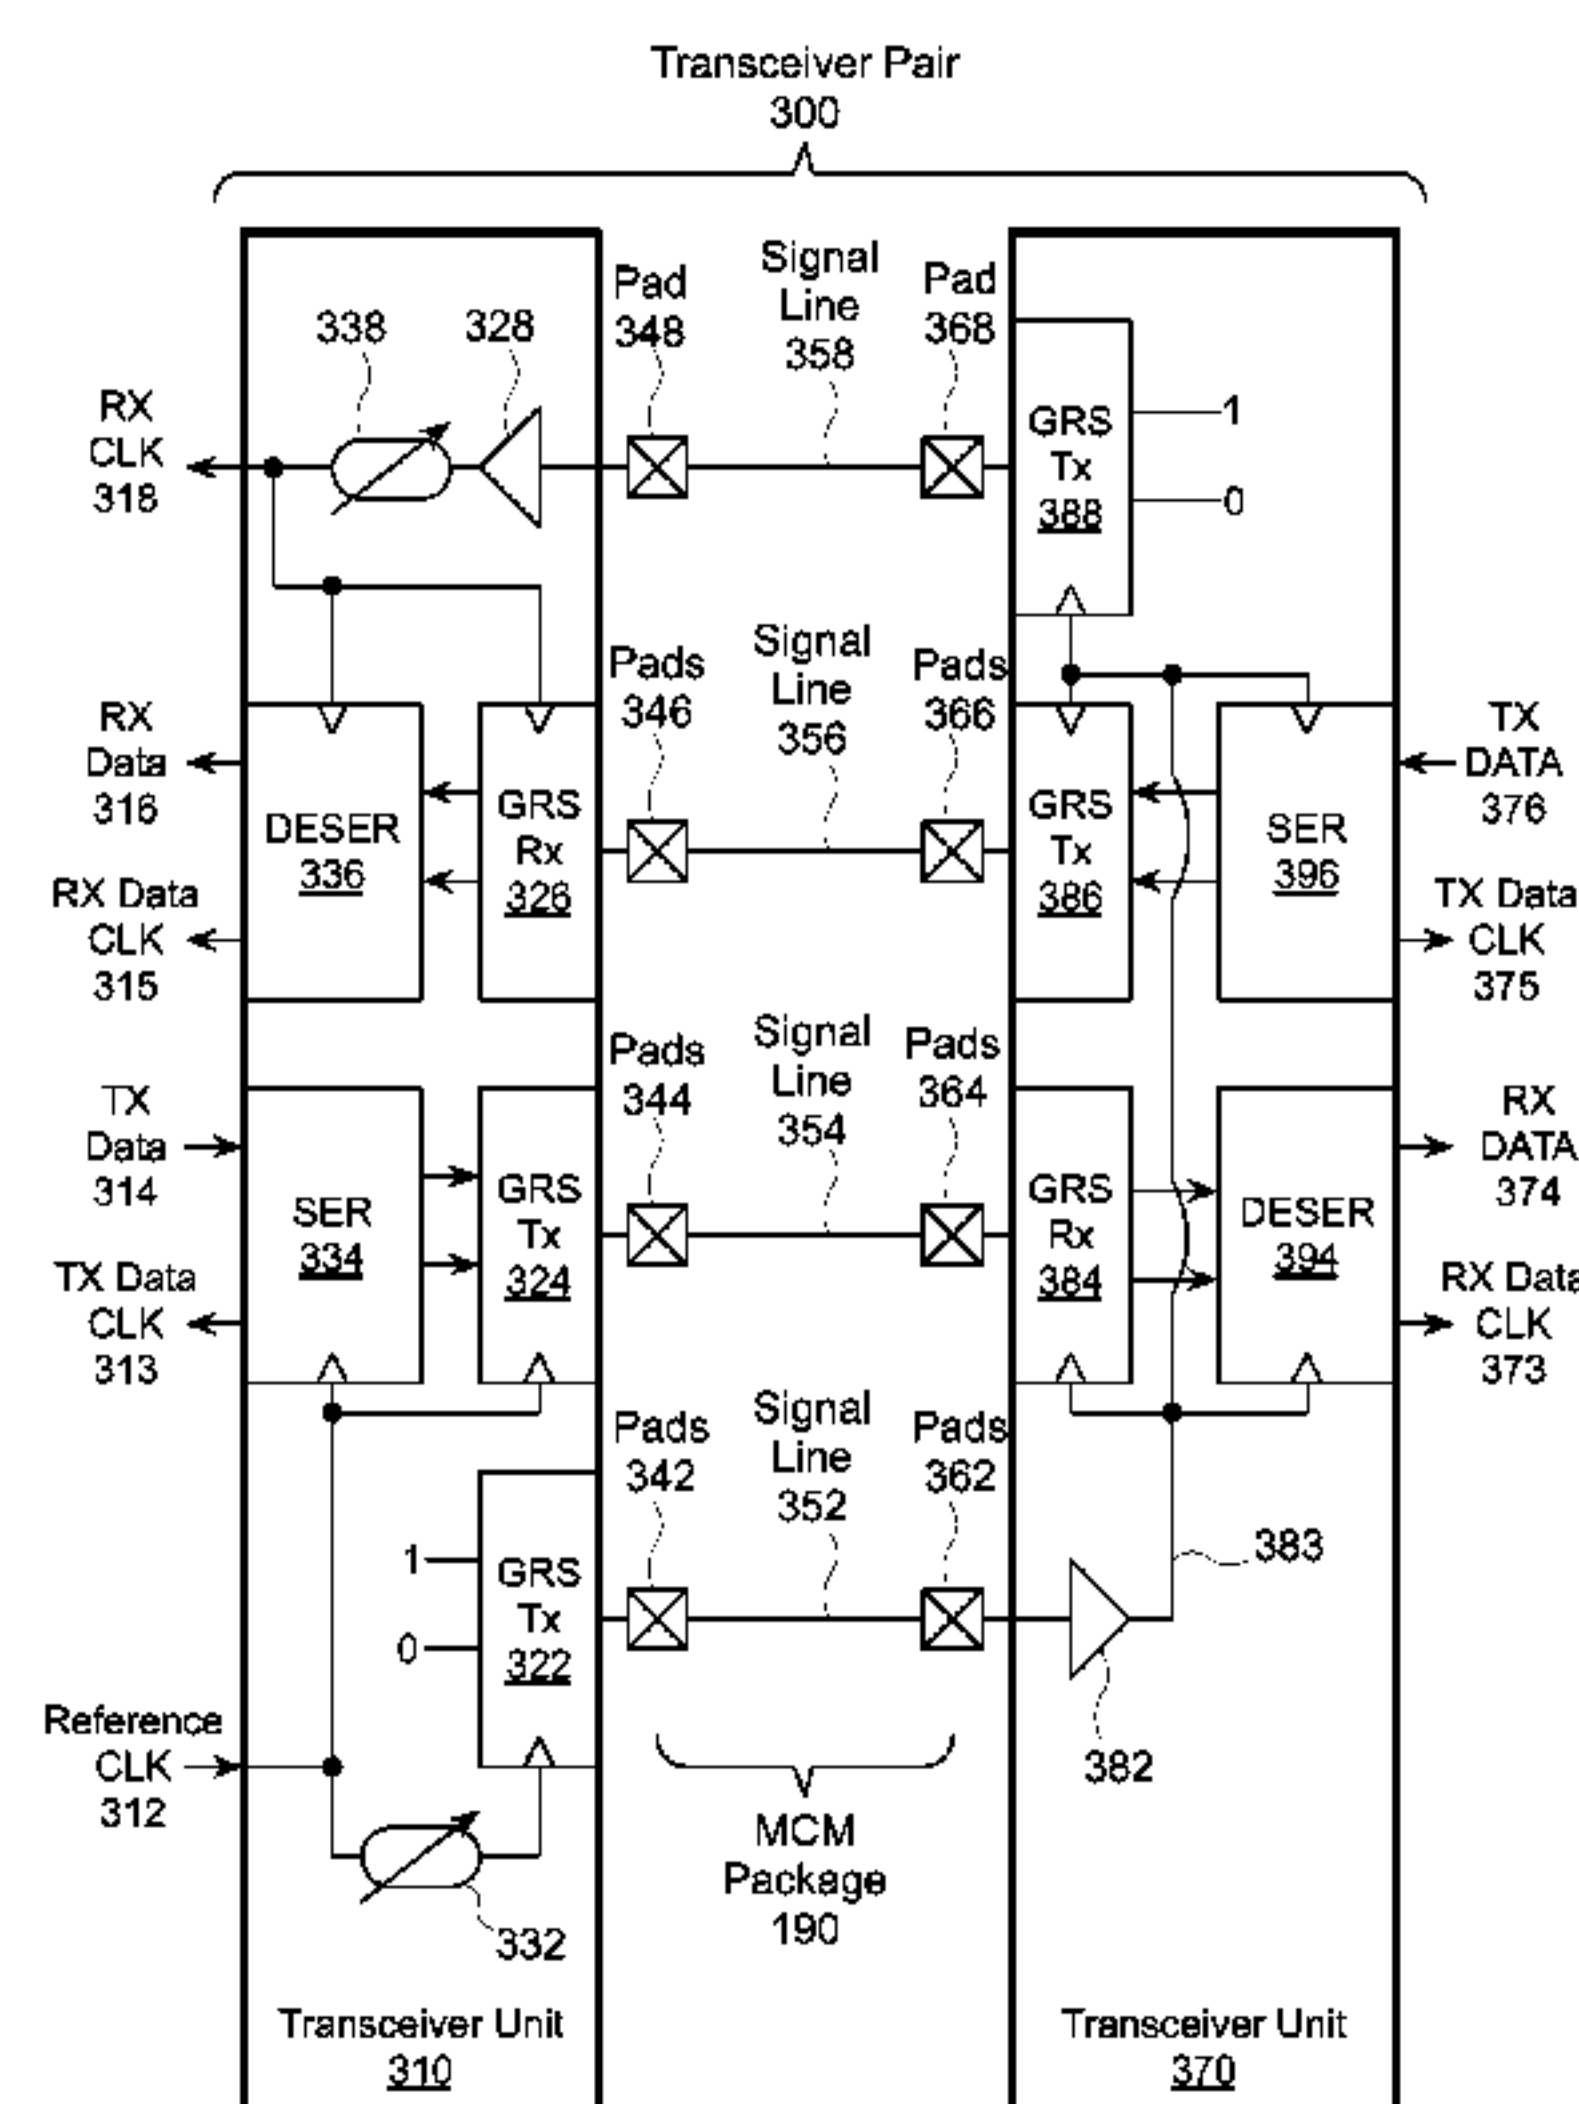 Transceiver Pair
300
338
328
Pad
348
Signal
Line
358
Pad
368
RX
CLK
318
GRS
Tx
388
1
0
RX
Data
316
RX Data
CLK
315
DESER
336
GRS
Rx
326
Pads
346
Signal
Line
356
Pads
366
GRS
Tx
386
SER
396
TX
DATA
376
TX Data
CLK
375
TX
Data
314
TX Data
CLK
313
SER
334
GRS
Tx
324
Pads
344
Signal
Line
354
Pads
364
GRS
Rx
384
DESER
394
RX
DATA
374
RX Data
CLK
373
1
0
GRS
Tx
322
Pads
342
Signal
Line
352
Pads
362
383
382
Reference
CLK
312
332
MCM
Package
190
Transceiver Unit
310
Transceiver Unit
370